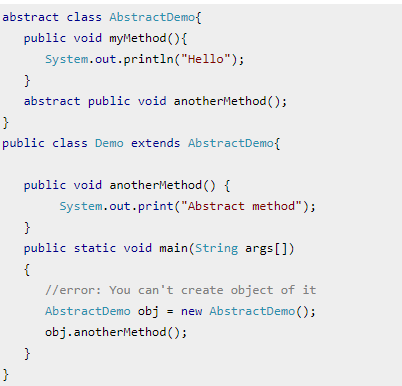 abstract class AbstractDemo{
   public void myMethod(){
      System.out.println("Hello");
   }
   abstract public void anotherMethod();
}
public class Demo extends AbstractDemo{

   public void anotherMethod() {
        System.out.print("Abstract method");
   }
   public static void main(String args[])
   {
      //error: You can't create object of it
      AbstractDemo obj = new AbstractDemo();
      obj.anotherMethod();
   }
}